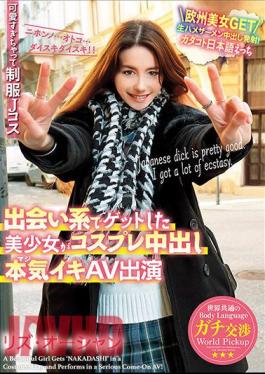 欧州美女GET
生ハメザーメン中出し発射!
カタコト日本語えっち
可愛すぎちゃって制服Jコス
ニホンノ…オトコ…
ダイスキダイスキ!!
Japanese dick is pretty good.
I got a lot of ecstasy.
出会い系でゲットした
美少女がコスプレ中出し
本気イキAV出演
マジ
リズ・オーシャン
A Beautiful Girl Gets "NAKADASHI" in a
Costume and Performs in a Serious Come-On AV!
世界共通の
Body Language
ガチ交渉
World Pickup
★★★